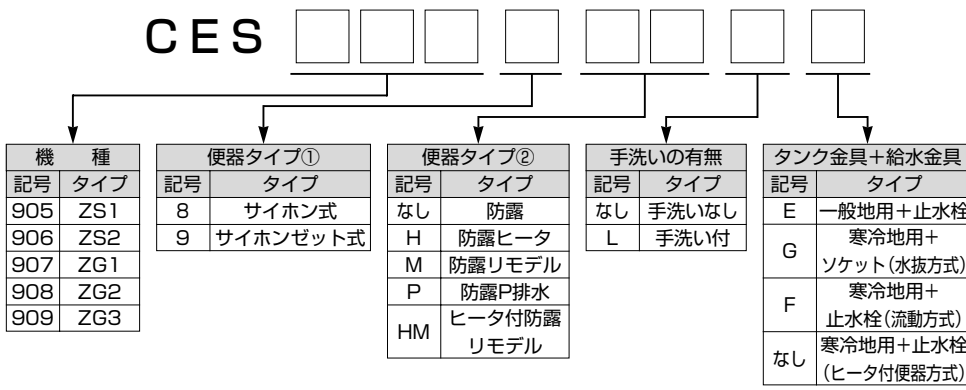 CES
機 種
記号 タイプ
905 ZS1
906 ZS2
907 ZG1
908 ZG2
909 ZG3
便器タイプ①
記号 タイプ
8 サイホン式
9 サイホンゼット式
便器タイプ②
記号 タイプ
なし 防露
H 防露ヒータ
M 防露リモデル
P 防露P排水
HM ヒータ付防露
リモデル
手洗いの有無
記号 タイプ
なし 手洗いなし
L 手洗い付
タンク金具+給水金具
記号 タイプ
E 一般地用+止水栓
G 寒冷地用+
ソケット(水抜方式)
F 寒冷地用+
止水栓(流動方式)
なし 寒冷地用+止水栓
(ヒータ付便器方式)